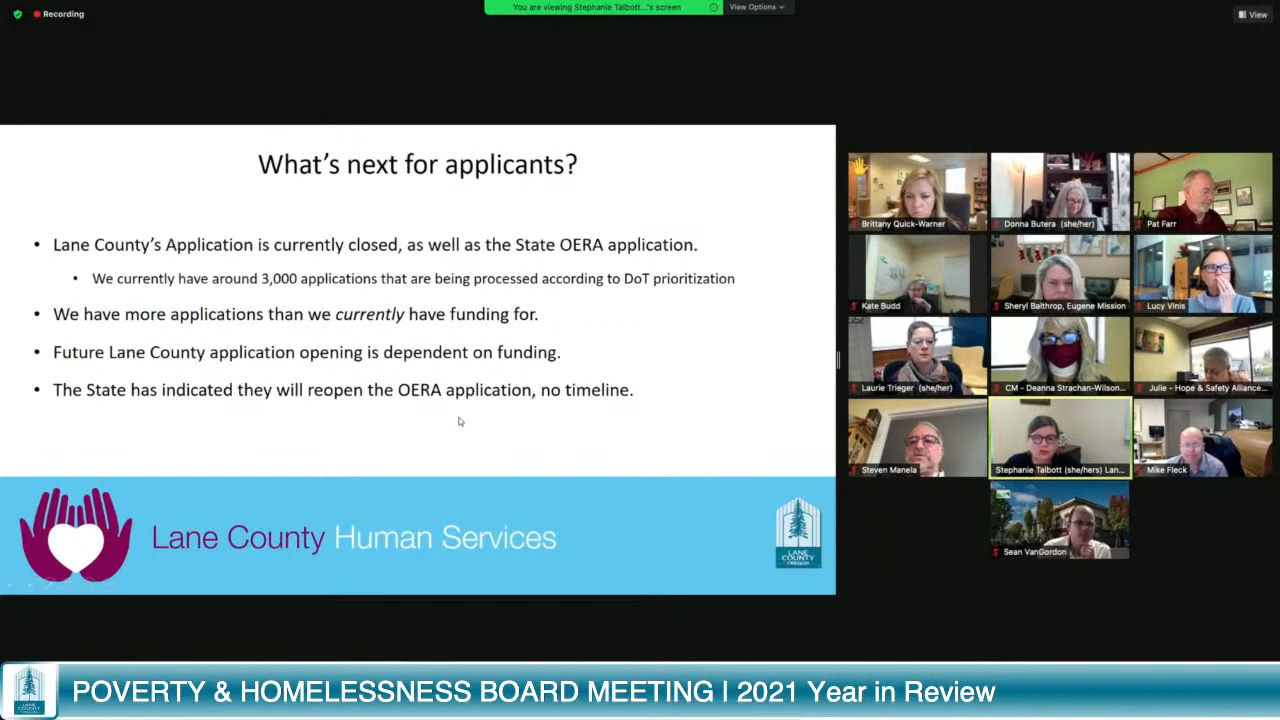 Recording
You are viewing Stephanie Talbott...'s screen
View Options
View
What's next for applicants?
• Lane County's Application is currently closed, as well as the State OERA application.
• We currently have around 3,000 applications that are being processed according to DoT prioritization
• We have more applications than we currently have funding for.
• Future Lane County application opening is dependent on funding.
• The State has indicated they will reopen the OERA application, no timeline.
Lane County Human Services
LANE
COUNTY
OREGON
Brittany Quick-Warner
Donna Butera (she/her)
Pat Farr
Kate Budd
Sheryl Balthrop, Eugene Mission
Lucy Vinis
Laurie Trieger (she/her)
CM - Deanna Strachan-Wilson...
Julie - Hope & Safety Alliance...
Steven Manela
Stephanie Talbott (she/hers) Lan...
Mike Fleck
Sean VanGordon
LANE
COUNTY
POVERTY & HOMELESSNESS BOARD MEETING | 2021 Year in Review